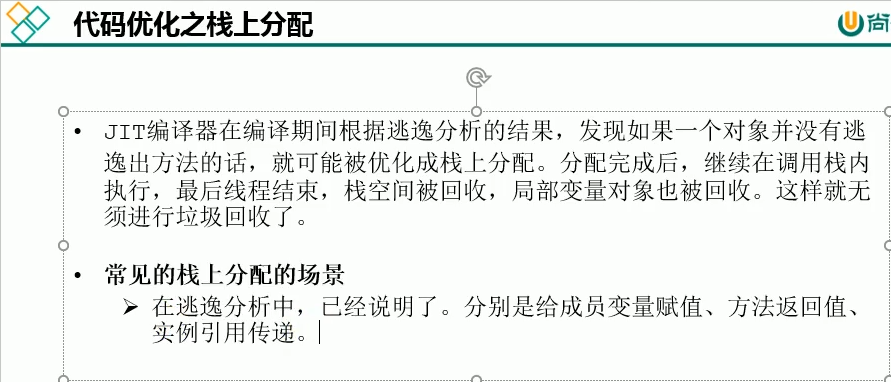 代码优化之栈上分配
尚
• JIT编译器在编译期间根据逃逸分析的结果，发现如果一个对象并没有逃
逸出方法的话，就可能被优化成栈上分配。分配完成后，继续在调用栈内
执行，最后线程结束，栈空间被回收，局部变量对象也被回收。这样就无
须进行垃圾回收了。
• 常见的栈上分配的场景
➢ 在逃逸分析中，已经说明了。分别是给成员变量赋值、方法返回值、
实例引用传递。